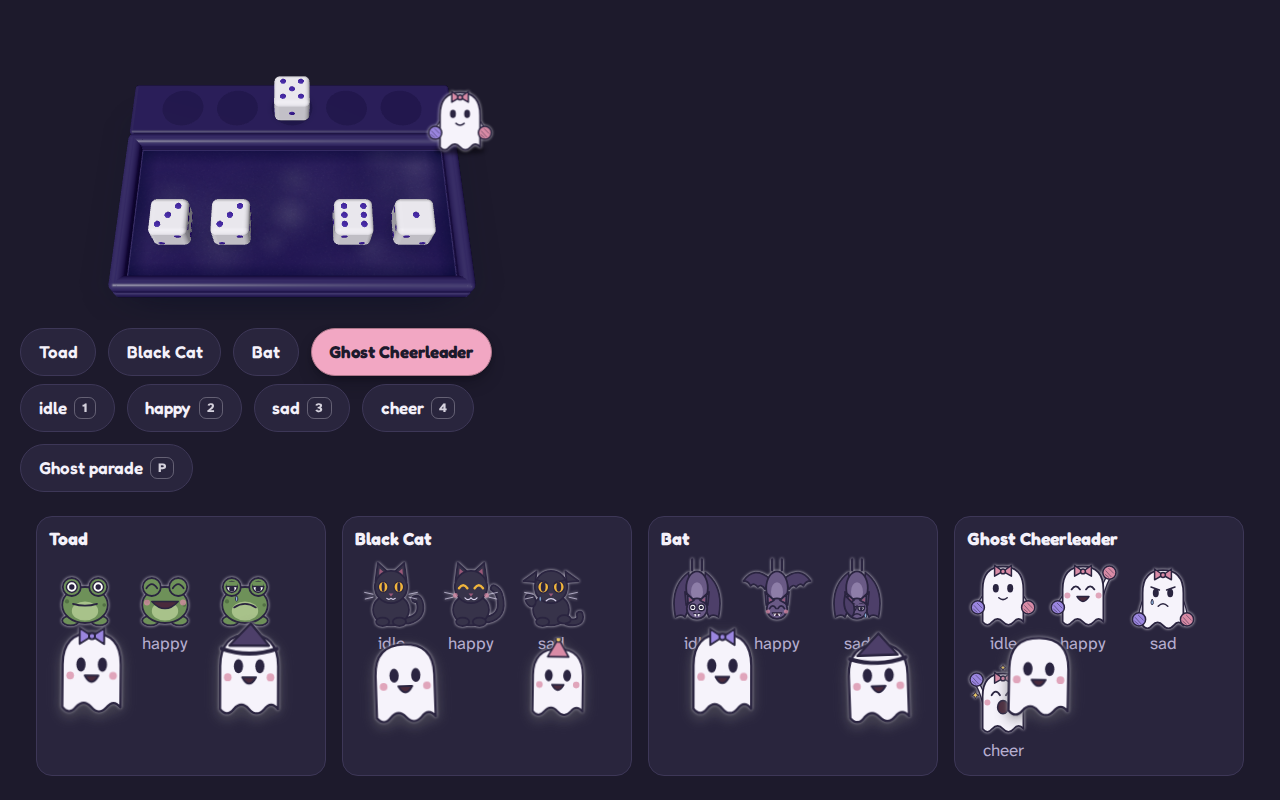 Toad Black Cat Bat Ghost Cheerleader
idle 1 happy 2 sad 3 cheer 4
Ghost parade P
Toad Black Cat Bat Ghost Cheerleader
happy happy happy idle happy sad
cheer